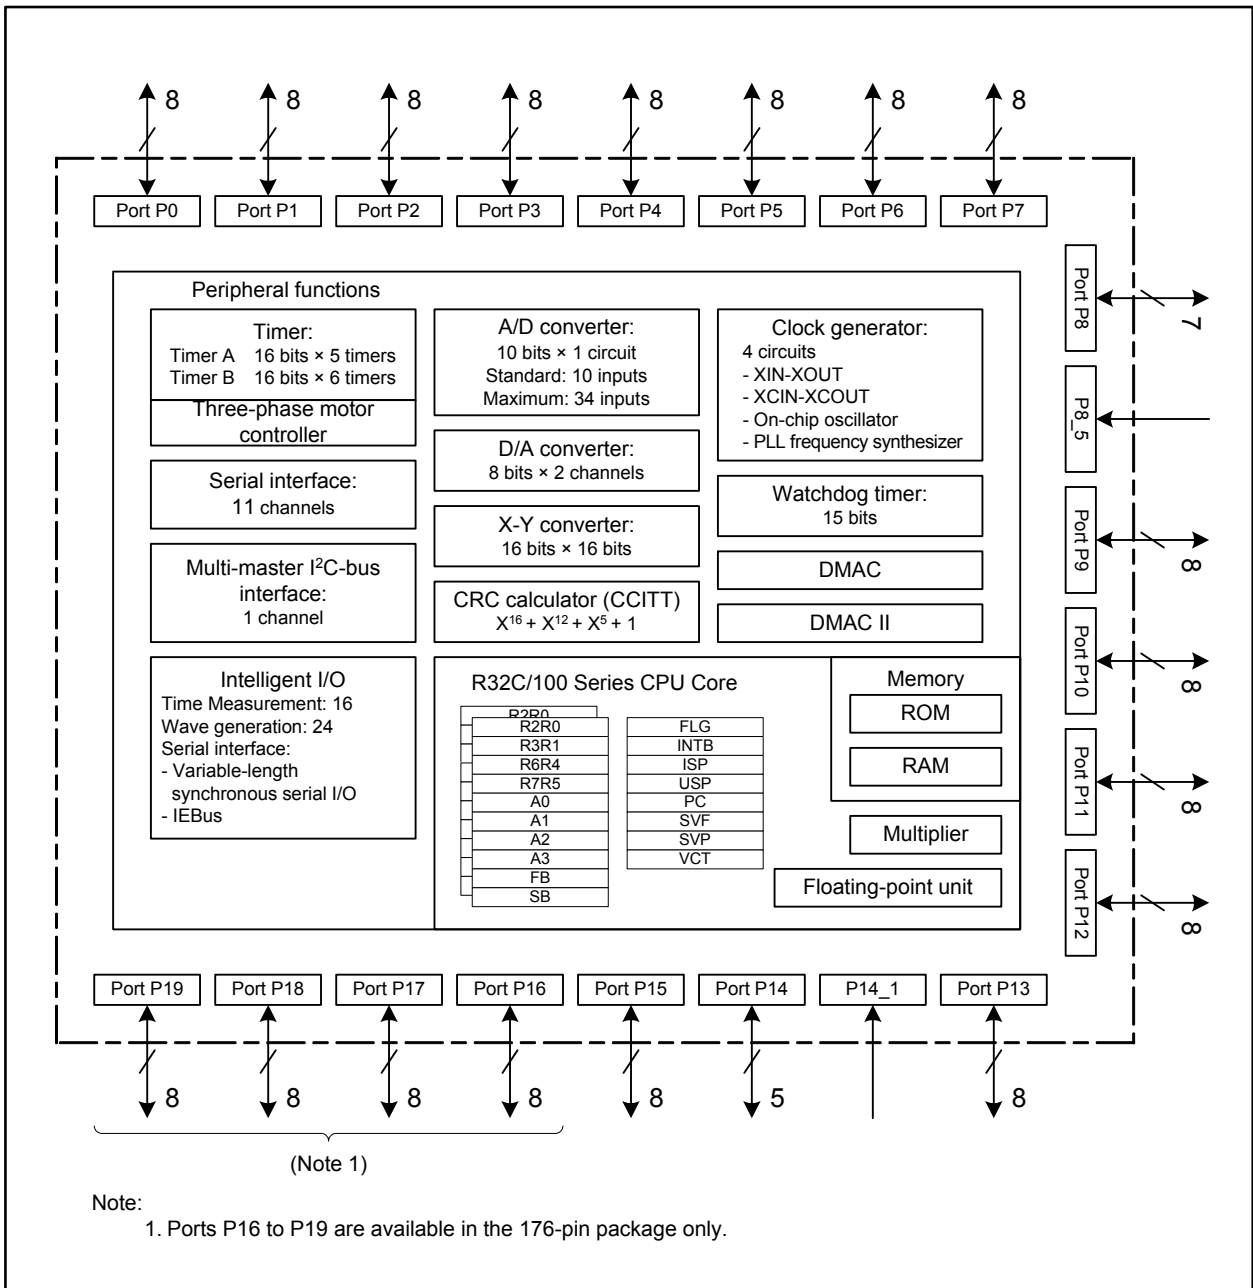 8 8 8 8 8 8 8 8
Port P0 Port P1 Port P2 Port P3 Port P4 Port P5 Port P6 Port P7
Port P8
7
P8_5
Port P9
8
Port P10
8
Port P11
8
Port P12
8
Peripheral functions
Timer:
Timer A 16 bits × 5 timers
Timer B 16 bits × 6 timers
Three-phase motor
controller
Serial interface:
11 channels
Multi-master I²C-bus
interface:
1 channel
Intelligent I/O
Time Measurement: 16
Wave generation: 24
Serial interface:
- Variable-length
synchronous serial I/O
- IEBus
A/D converter:
10 bits × 1 circuit
Standard: 10 inputs
Maximum: 34 inputs
D/A converter:
8 bits × 2 channels
X-Y converter:
16 bits × 16 bits
CRC calculator (CCITT)
X¹⁶ + X¹² + X⁵ + 1
Clock generator:
4 circuits
- XIN-XOUT
- XCIN-XCOUT
- On-chip oscillator
- PLL frequency synthesizer
Watchdog timer:
15 bits
DMAC
DMAC II
R32C/100 Series CPU Core
R2R0
R2R0
R3R1
R6R4
R7R5
A0
A1
A2
A3
FB
SB
FLG
INTB
ISP
USP
PC
SVF
SVP
VCT
Memory
ROM
RAM
Multiplier
Floating-point unit
Port P19 Port P18 Port P17 Port P16 Port P15 Port P14 P14_1 Port P13
8 8 8 8 8 5 8
(Note 1)
Note:
1. Ports P16 to P19 are available in the 176-pin package only.